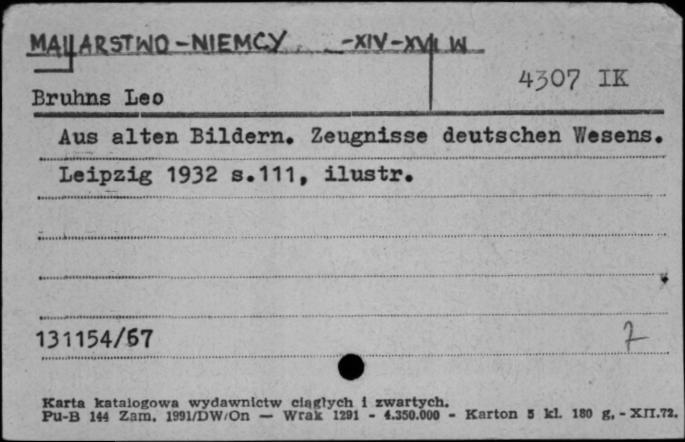 MALARSTWO-NIEMCY -XIV-XVI W
4307 IK
Bruhns Leo
Aus alten Bildern. Zeugnisse deutschen Wesens.
Leipzig 1932 s.111, ilustr.
131154/67
7
Karta katalogowa wydawnictw ciągłych i zwartych.
Pu-B 144 Zam. 1991/DW/On — Wrak 1291 - 4.350.000 - Karton 5 kl. 180 g. - XII.72.